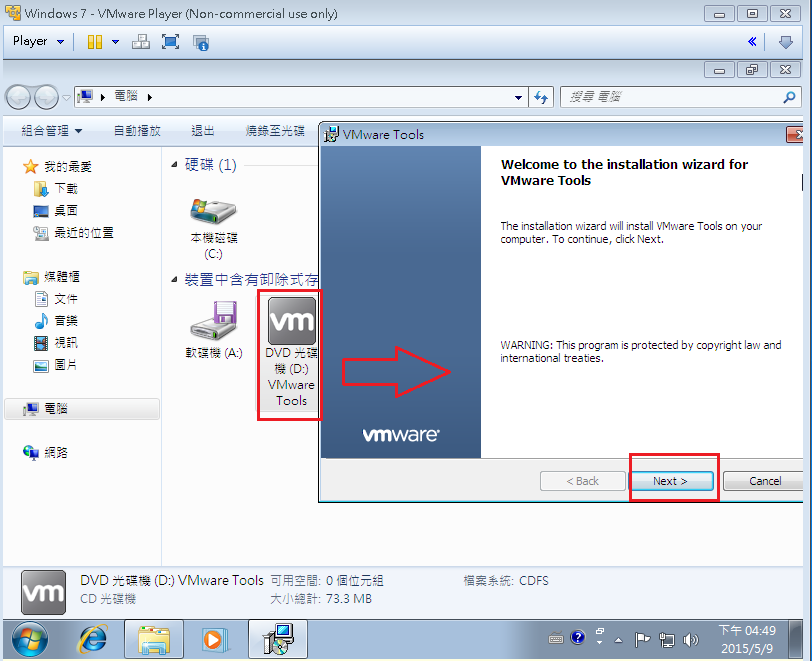 Windows 7 - VMware Player (Non-commercial use only)
Player
電腦
搜尋 電腦
組合管理 自動播放 退出 燒錄至光碟
我的最愛
下載
桌面
最近的位置
媒體櫃
文件
音樂
視訊
圖片
電腦
網路
硬碟 (1)
本機磁碟
(C:)
裝置中含有卸除式存
軟碟機 (A:)
vm
DVD 光碟
機 (D:)
VMware
Tools
VMware Tools
Welcome to the installation wizard for
VMware Tools
The installation wizard will install VMware Tools on your
computer. To continue, click Next.
WARNING: This program is protected by copyright law and
international treaties.
vmware®
< Back Next > Cancel
vm
DVD 光碟機 (D:) VMware Tools 可用空間: 0 個位元組 檔案系統: CDFS
CD 光碟機 大小總計: 73.3 MB
下午 04:49
2015/5/9